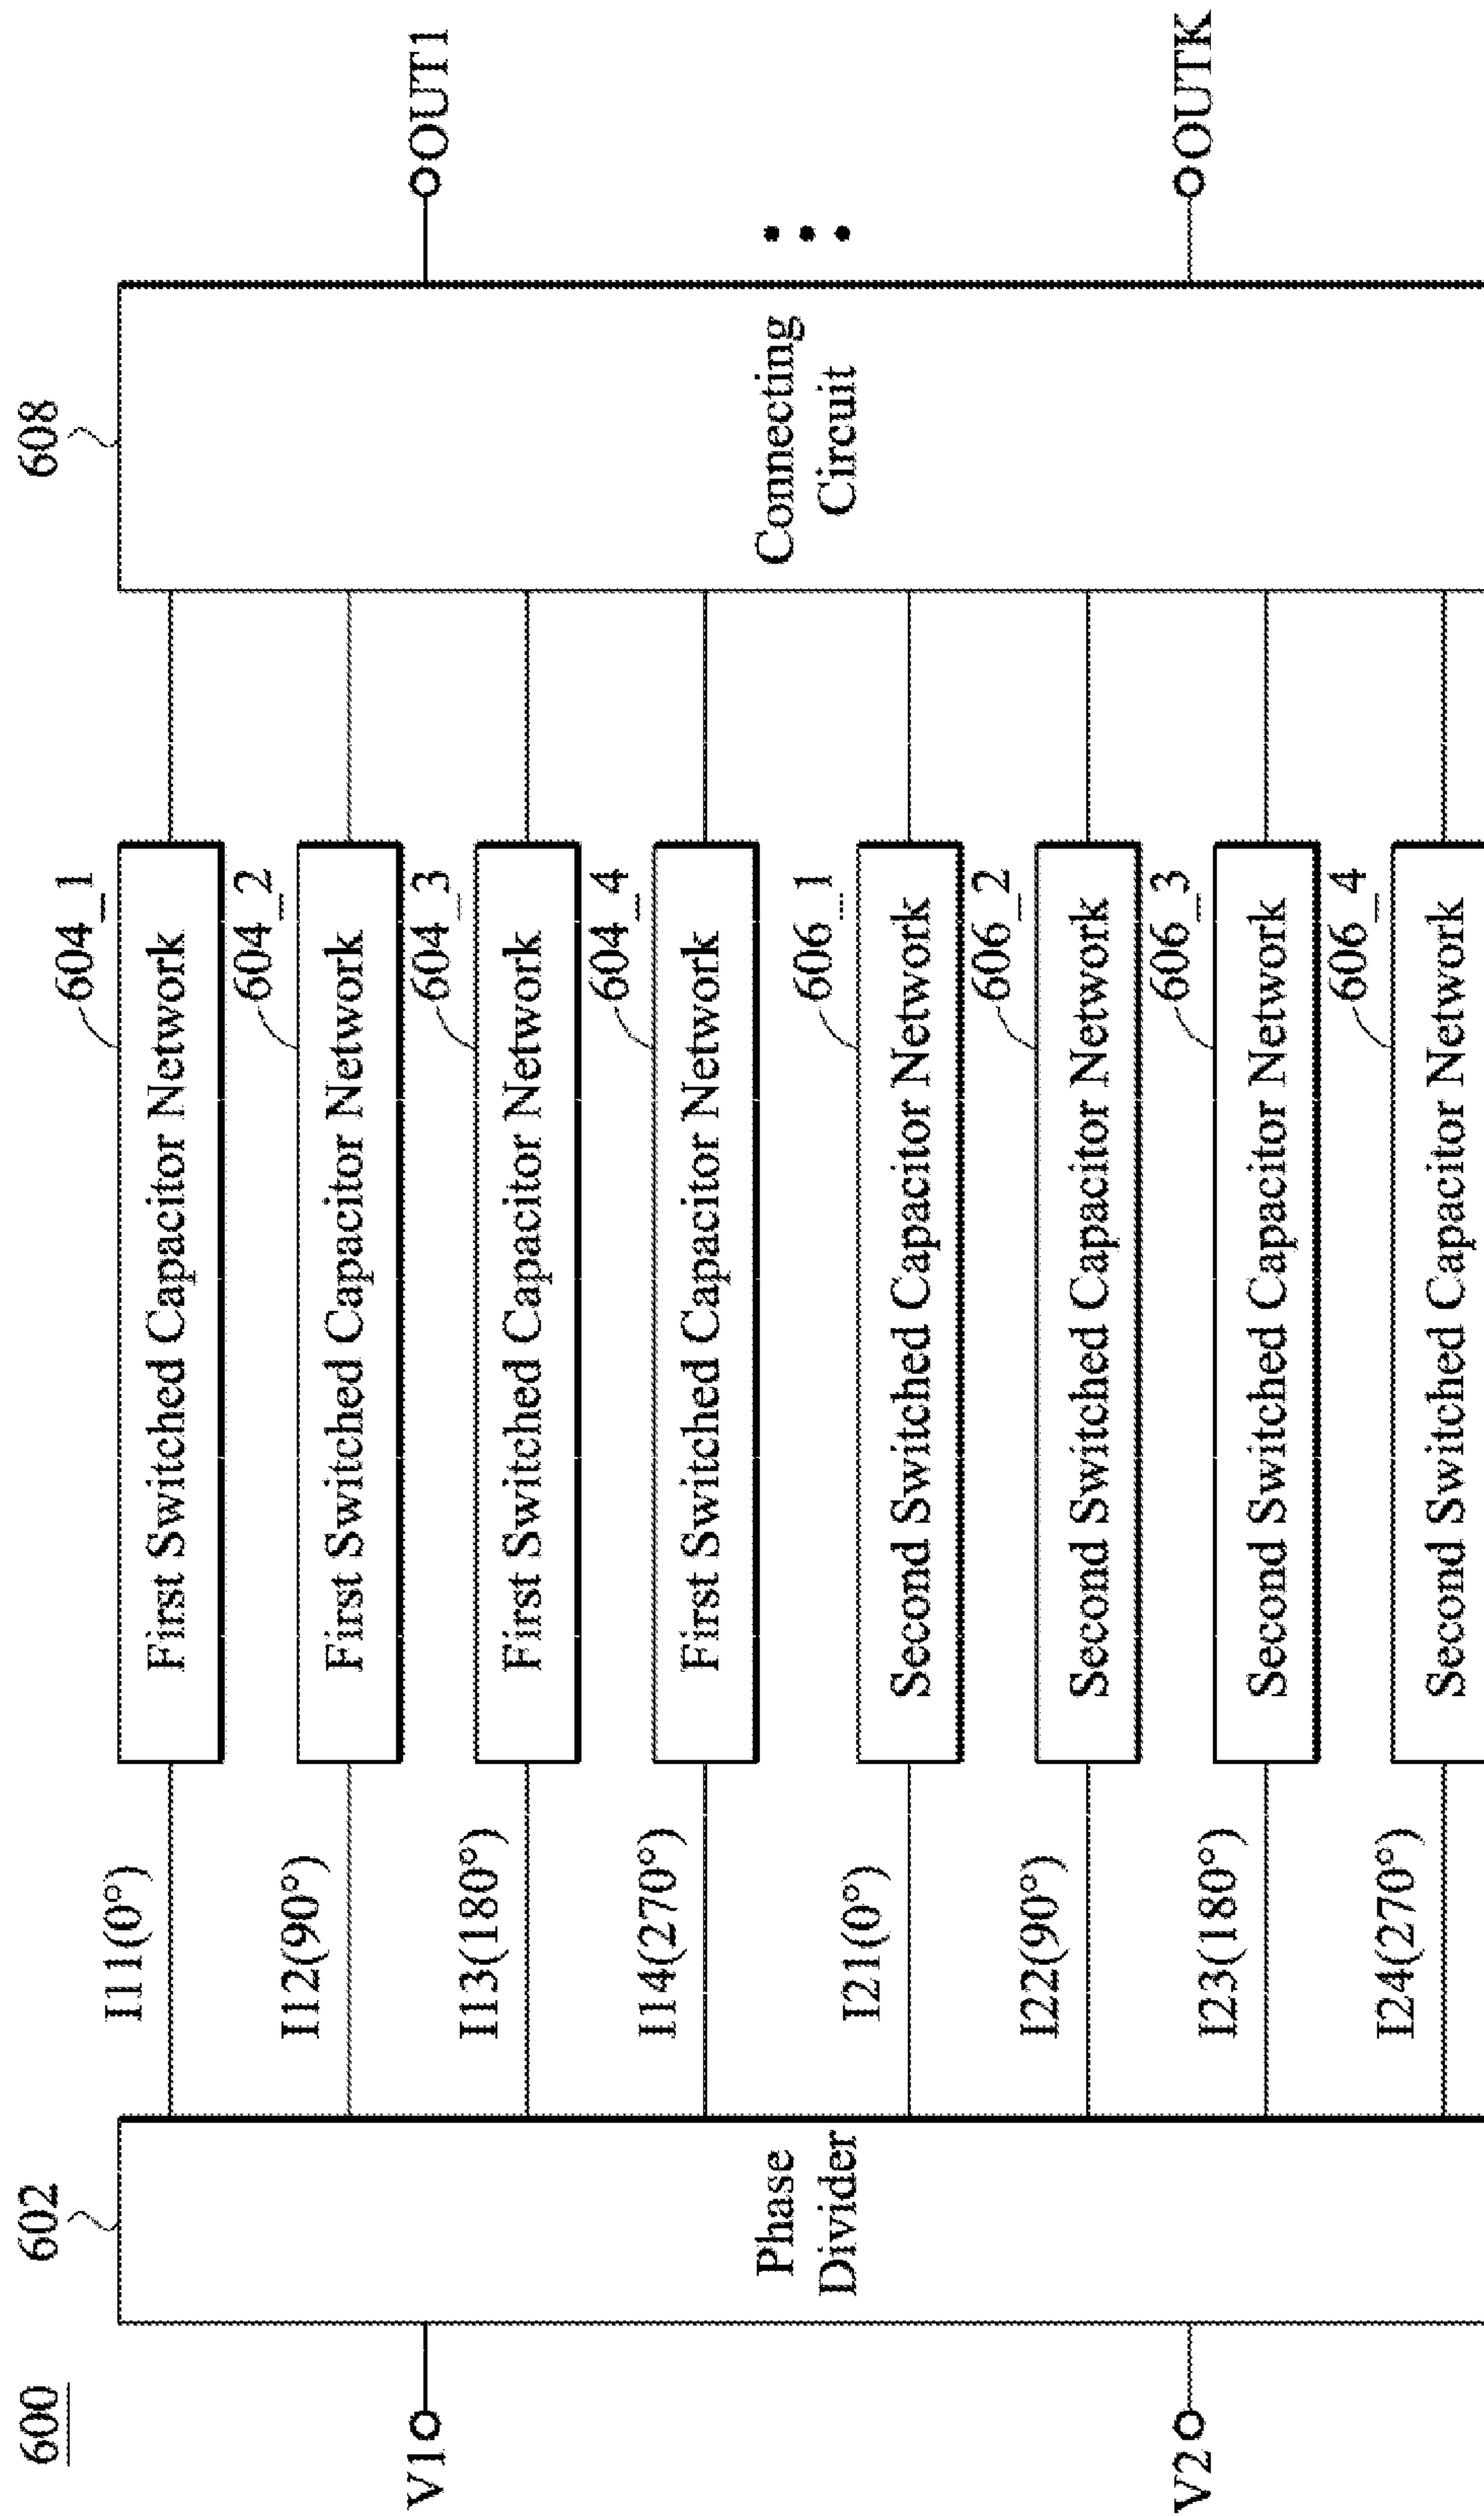 600
602
608
V1
V2
Phase
Divider
I11(0°)
604_1
First Switched Capacitor Network
I12(90°)
604_2
First Switched Capacitor Network
I13(180°)
604_3
First Switched Capacitor Network
I14(270°)
604_4
First Switched Capacitor Network
I21(0°)
606_1
Second Switched Capacitor Network
I22(90°)
606_2
Second Switched Capacitor Network
I23(180°)
606_3
Second Switched Capacitor Network
I24(270°)
606_4
Second Switched Capacitor Network
Connecting
Circuit
OUT1
OUTK